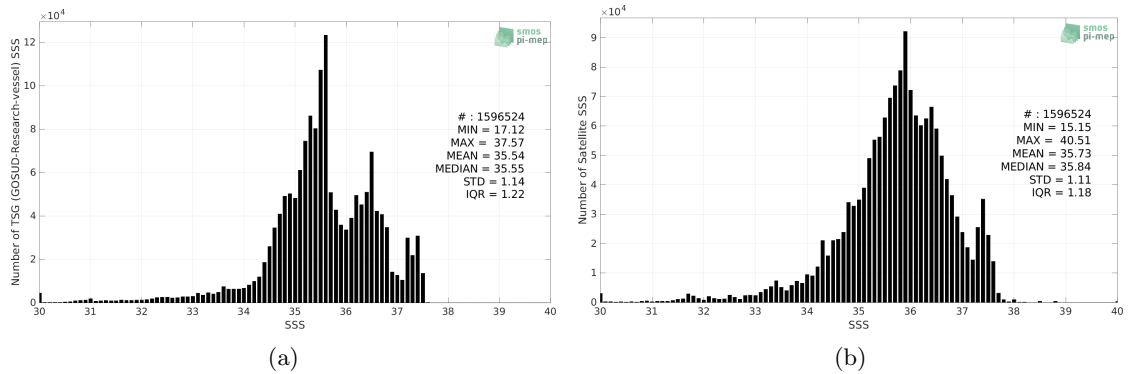 ×10⁴
12
10
8
6
4
2
0
Number of TSG (GOSUD-Research-vessel) SSS
30 31 32 33 34 35 36 37 38 39 40
SSS
smos
pi-mep
# : 1596524
MIN = 17.12
MAX = 37.57
MEAN = 35.54
MEDIAN = 35.55
STD = 1.14
IQR = 1.22
(a)
×10⁴
9
8
7
6
5
4
3
2
1
0
Number of Satellite SSS
30 31 32 33 34 35 36 37 38 39 40
SSS
smos
pi-mep
# : 1596524
MIN = 15.15
MAX = 40.51
MEAN = 35.73
MEDIAN = 35.84
STD = 1.11
IQR = 1.18
(b)